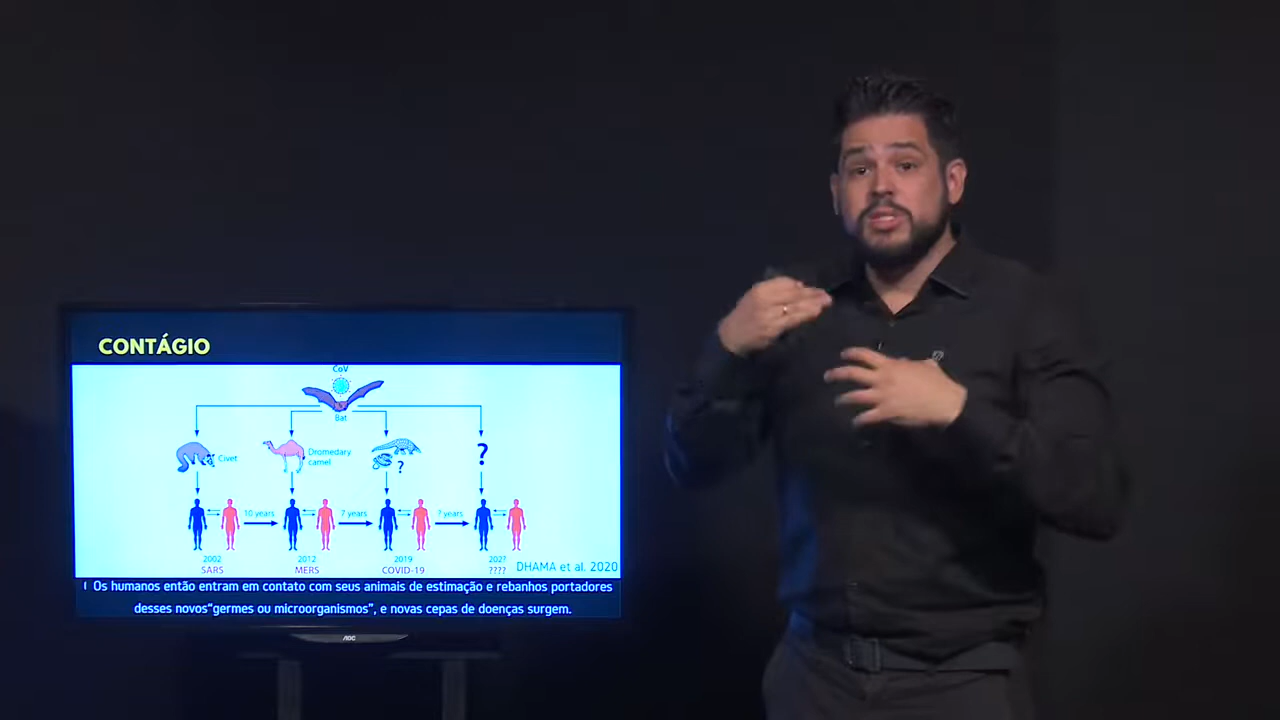 CONTÁGIO
CoV
Bat
Civet
Dromedary
camel
?
?
10 years
7 years
? years
2002
2012
2019
202?
SARS
MERS
COVID-19
????
DHAMA et al. 2020
Os humanos então entram em contato com seus animais de estimação e rebanhos portadores
desses novos"germes ou microorganismos", e novas cepas de doenças surgem.
AOC